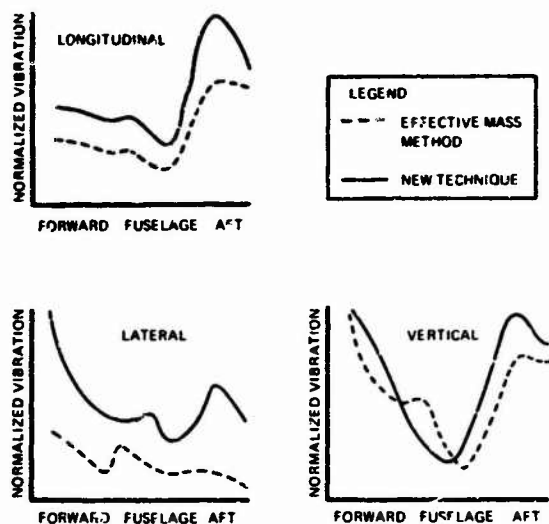 NORMALIZED VIBRATION
LONGITUDINAL
FORWARD FUSELAGE AFT
LEGEND
EFFECTIVE MASS
METHOD
NEW TECHNIQUE
NORMALIZED VIBRATION
LATERAL
FORWARD FUSELAGE AFT
NORMALIZED VIBRATION
VERTICAL
FORWARD FUSELAGE AFT